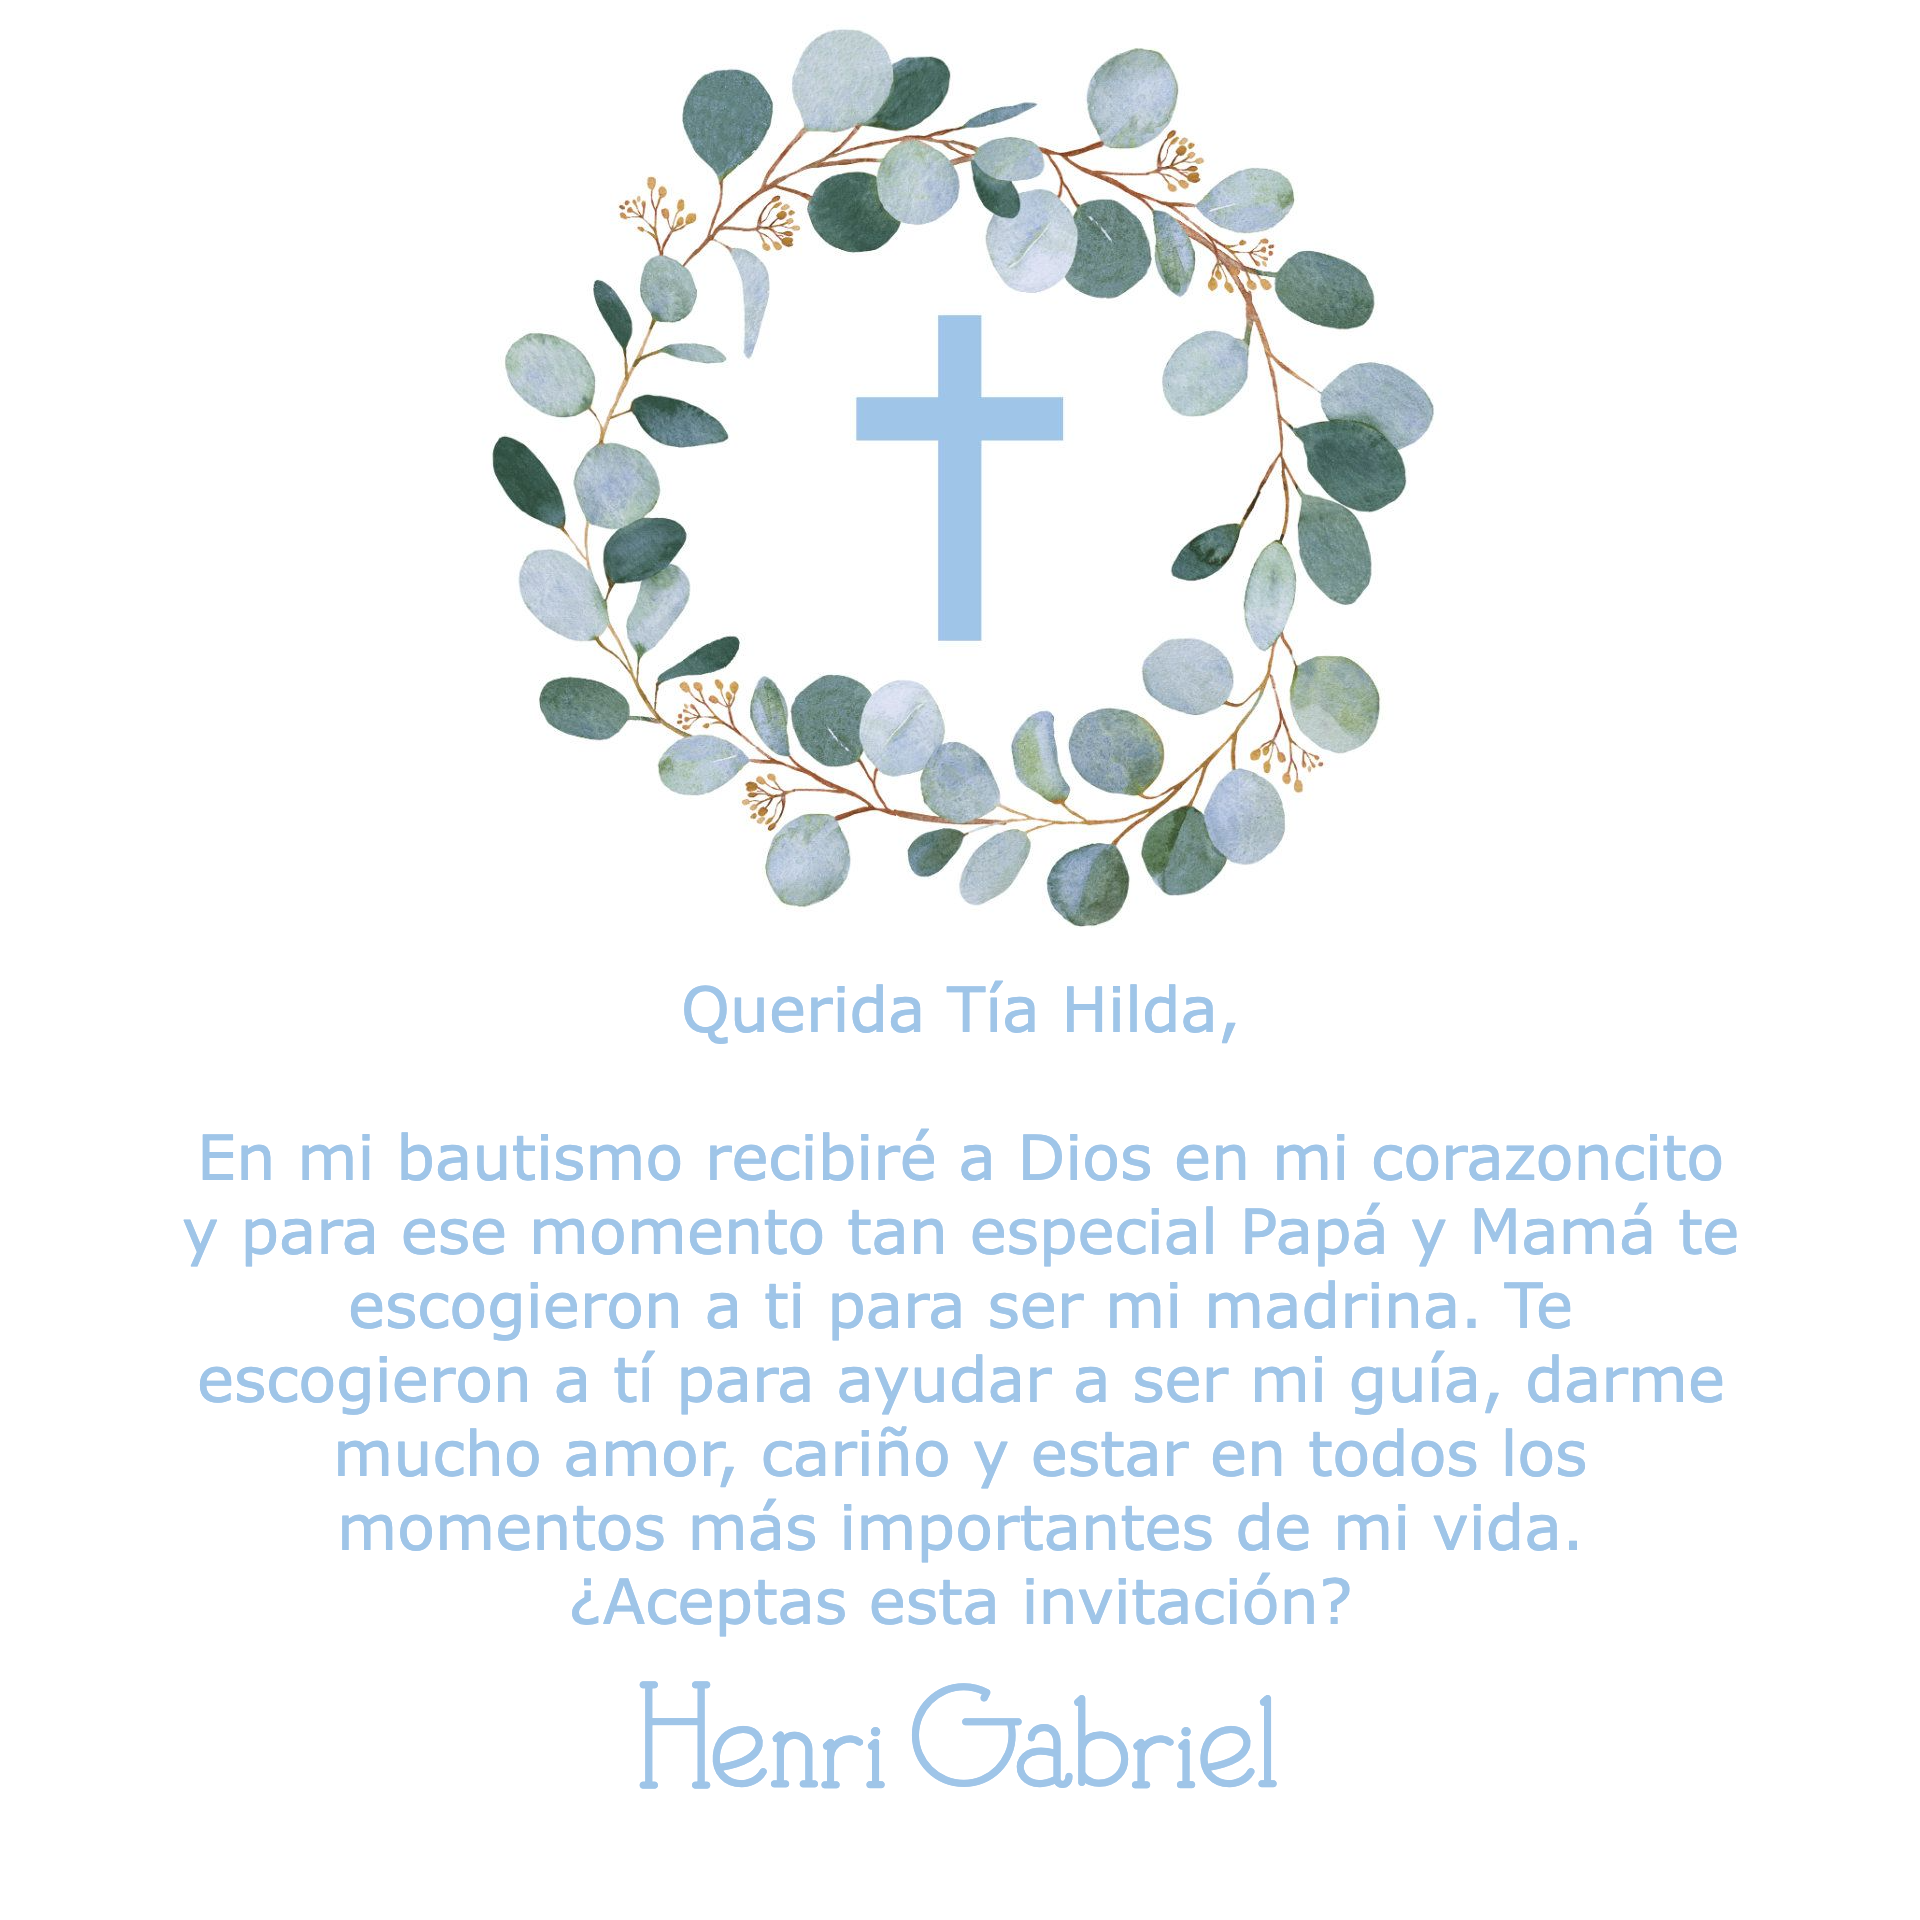 Querida Tía Hilda,
En mi bautismo recibiré a Dios en mi corazoncito
y para ese momento tan especial Papá y Mamá te
escogieron a ti para ser mi madrina. Te
escogieron a tí para ayudar a ser mi guía, darme
mucho amor, cariño y estar en todos los
momentos más importantes de mi vida.
¿Aceptas esta invitación?
Henri Gabriel